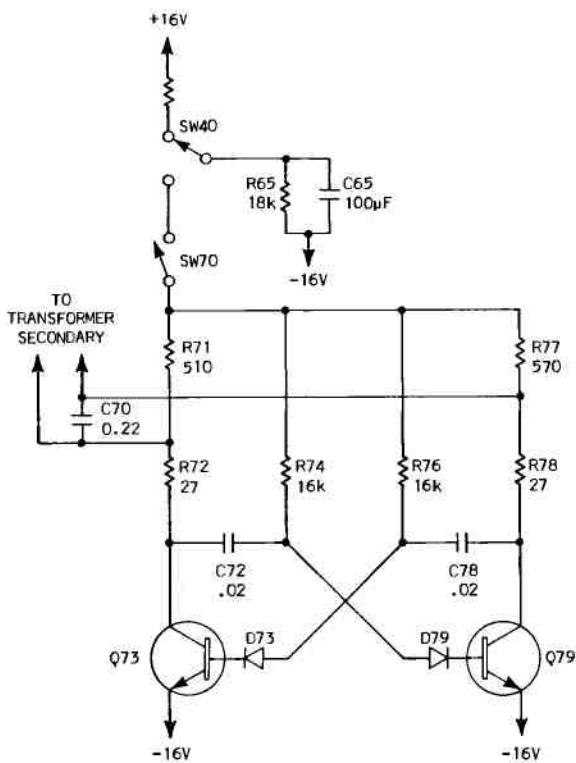 +16V
SW40
R65
18k
C65
100µF
-16V
SW70
TO
TRANSFORMER
SECONDARY
R71
510
R77
570
C70
0.22
R72
27
R74
16k
R76
16k
R78
27
C72
.02
C78
.02
Q73
D73
D79
Q79
-16V
-16V